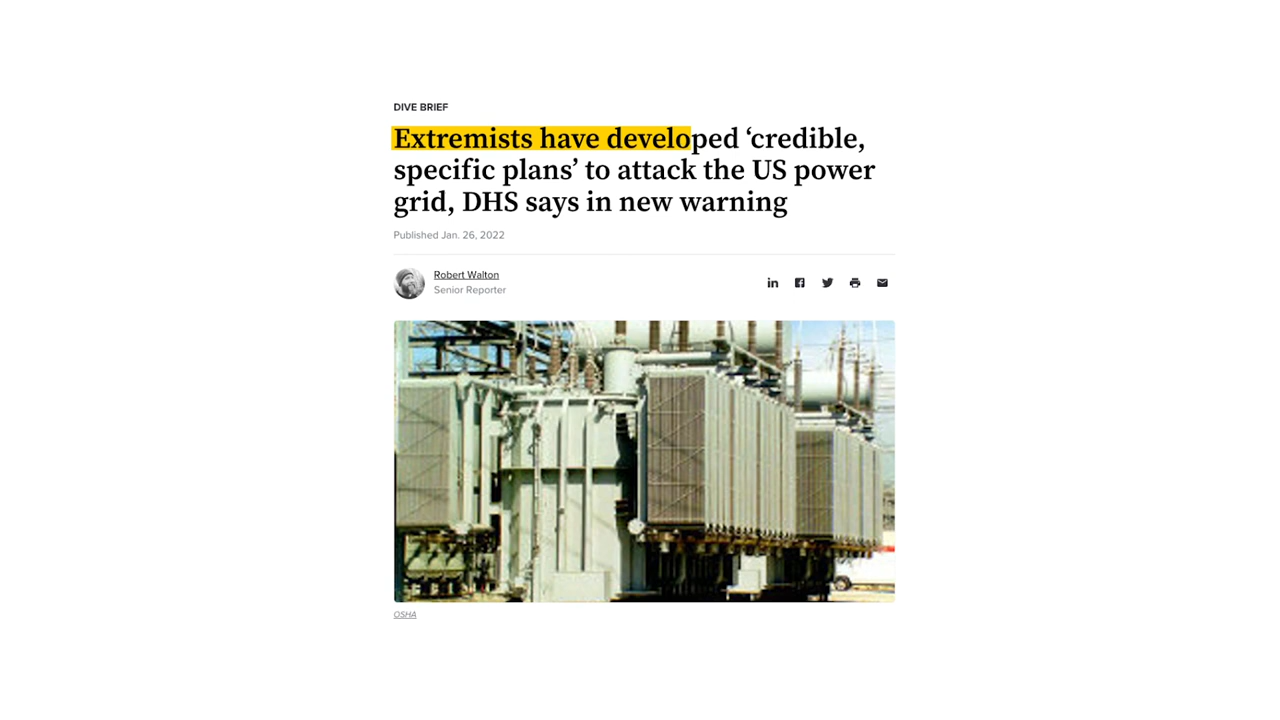 DIVE BRIEF
Extremists have developed ‘credible,
specific plans’ to attack the US power
grid, DHS says in new warning
Published Jan. 26, 2022
Robert Walton
Senior Reporter
OSHA